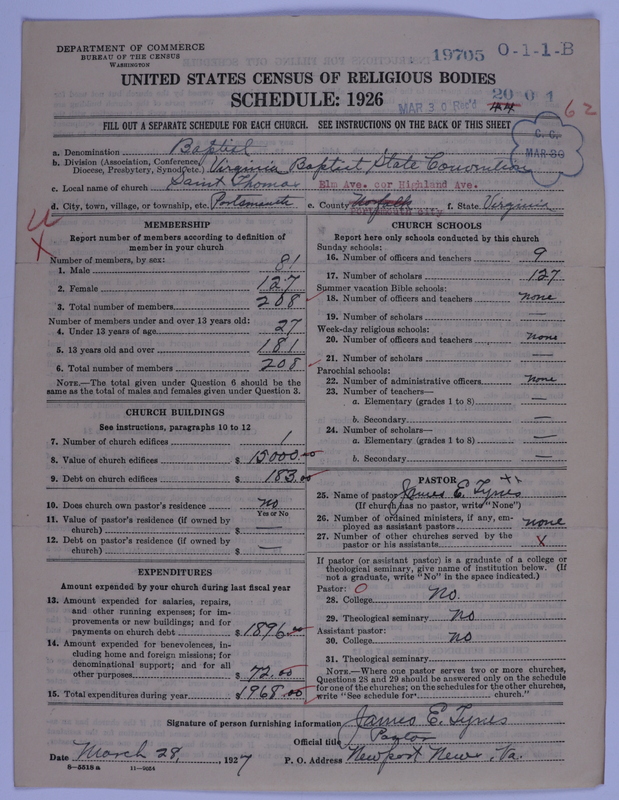 DEPARTMENT OF COMMERCE
BUREAU OF THE CENSUS
WASHINGTON
19705 0-1-1-B
UNITED STATES CENSUS OF RELIGIOUS BODIES
SCHEDULE: 1926
MAR 30 Rec'd
62
FILL OUT A SEPARATE SCHEDULE FOR EACH CHURCH. SEE INSTRUCTIONS ON THE BACK OF THIS SHEET
C. C.
MAR 30
a. Denomination Baptist
b. Division (Association, Conference, Diocese, Presbytery, Synod, etc.) Virginia Baptist State Convention
c. Local name of church Saint Thomas Elm Ave. cor Highland Ave.
d. City, town, village, or township, etc. Portsmouth e. County Norfolk Portsmouth city f. State Virginia
MEMBERSHIP
Report number of members according to definition of member in your church
Number of members, by sex:
1. Male 81
2. Female 127
3. Total number of members 208
Number of members under and over 13 years old:
4. Under 13 years of age 27
5. 13 years old and over 181
6. Total number of members 208
NOTE.—The total given under Question 6 should be the same as the total of males and females given under Question 3.
CHURCH BUILDINGS
See instructions, paragraphs 10 to 12
7. Number of church edifices 1
8. Value of church edifices $ 15000.00
9. Debt on church edifices $ 183.00
10. Does church own pastor's residence no
Yes or No
11. Value of pastor's residence (if owned by church) $ —
12. Debt on pastor's residence (if owned by church) $ —
EXPENDITURES
Amount expended by your church during last fiscal year
13. Amount expended for salaries, repairs, and other running expenses; for improvements or new buildings; and for payments on church debt $ 1896.00
14. Amount expended for benevolences, including home and foreign missions; for denominational support; and for all other purposes $ 72.00
15. Total expenditures during year $ 1868.00
CHURCH SCHOOLS
Report here only schools conducted by this church
Sunday schools:
16. Number of officers and teachers 9
17. Number of scholars 127
Summer vacation Bible schools:
18. Number of officers and teachers none
19. Number of scholars —
Week-day religious schools:
20. Number of officers and teachers none
21. Number of scholars —
Parochial schools:
22. Number of administrative officers none
23. Number of teachers—
a. Elementary (grades 1 to 8) —
b. Secondary —
24. Number of scholars—
a. Elementary (grades 1 to 8) —
b. Secondary —
PASTOR
25. Name of pastor James E. Tynes
(If church has no pastor, write "None")
26. Number of ordained ministers, if any, employed as assistant pastors none
27. Number of other churches served by the pastor or his assistants X
If pastor (or assistant pastor) is a graduate of a college or theological seminary, give name of institution below. (If not a graduate, write "No" in the space indicated.)
Pastor:
28. College No.
29. Theological seminary No
Assistant pastor:
30. College no
31. Theological seminary
NOTE.—Where one pastor serves two or more churches, Questions 28 and 29 should be answered only on the schedule for one of the churches; on the schedules for the other churches, write "See schedule for church."
Signature of person furnishing information James E. Tynes
Official title Pastor
Date March 28, 1927 P. O. Address Newport News, Va.
8-5518 a 11-9054